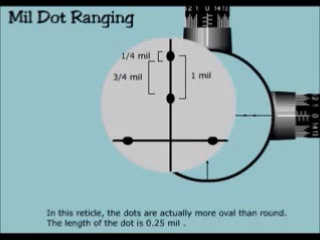 Mil Dot Ranging
1/4 mil
3/4 mil
1 mil
In this reticle, the dots are actually more oval than round.
The length of the dot is 0.25 mil .